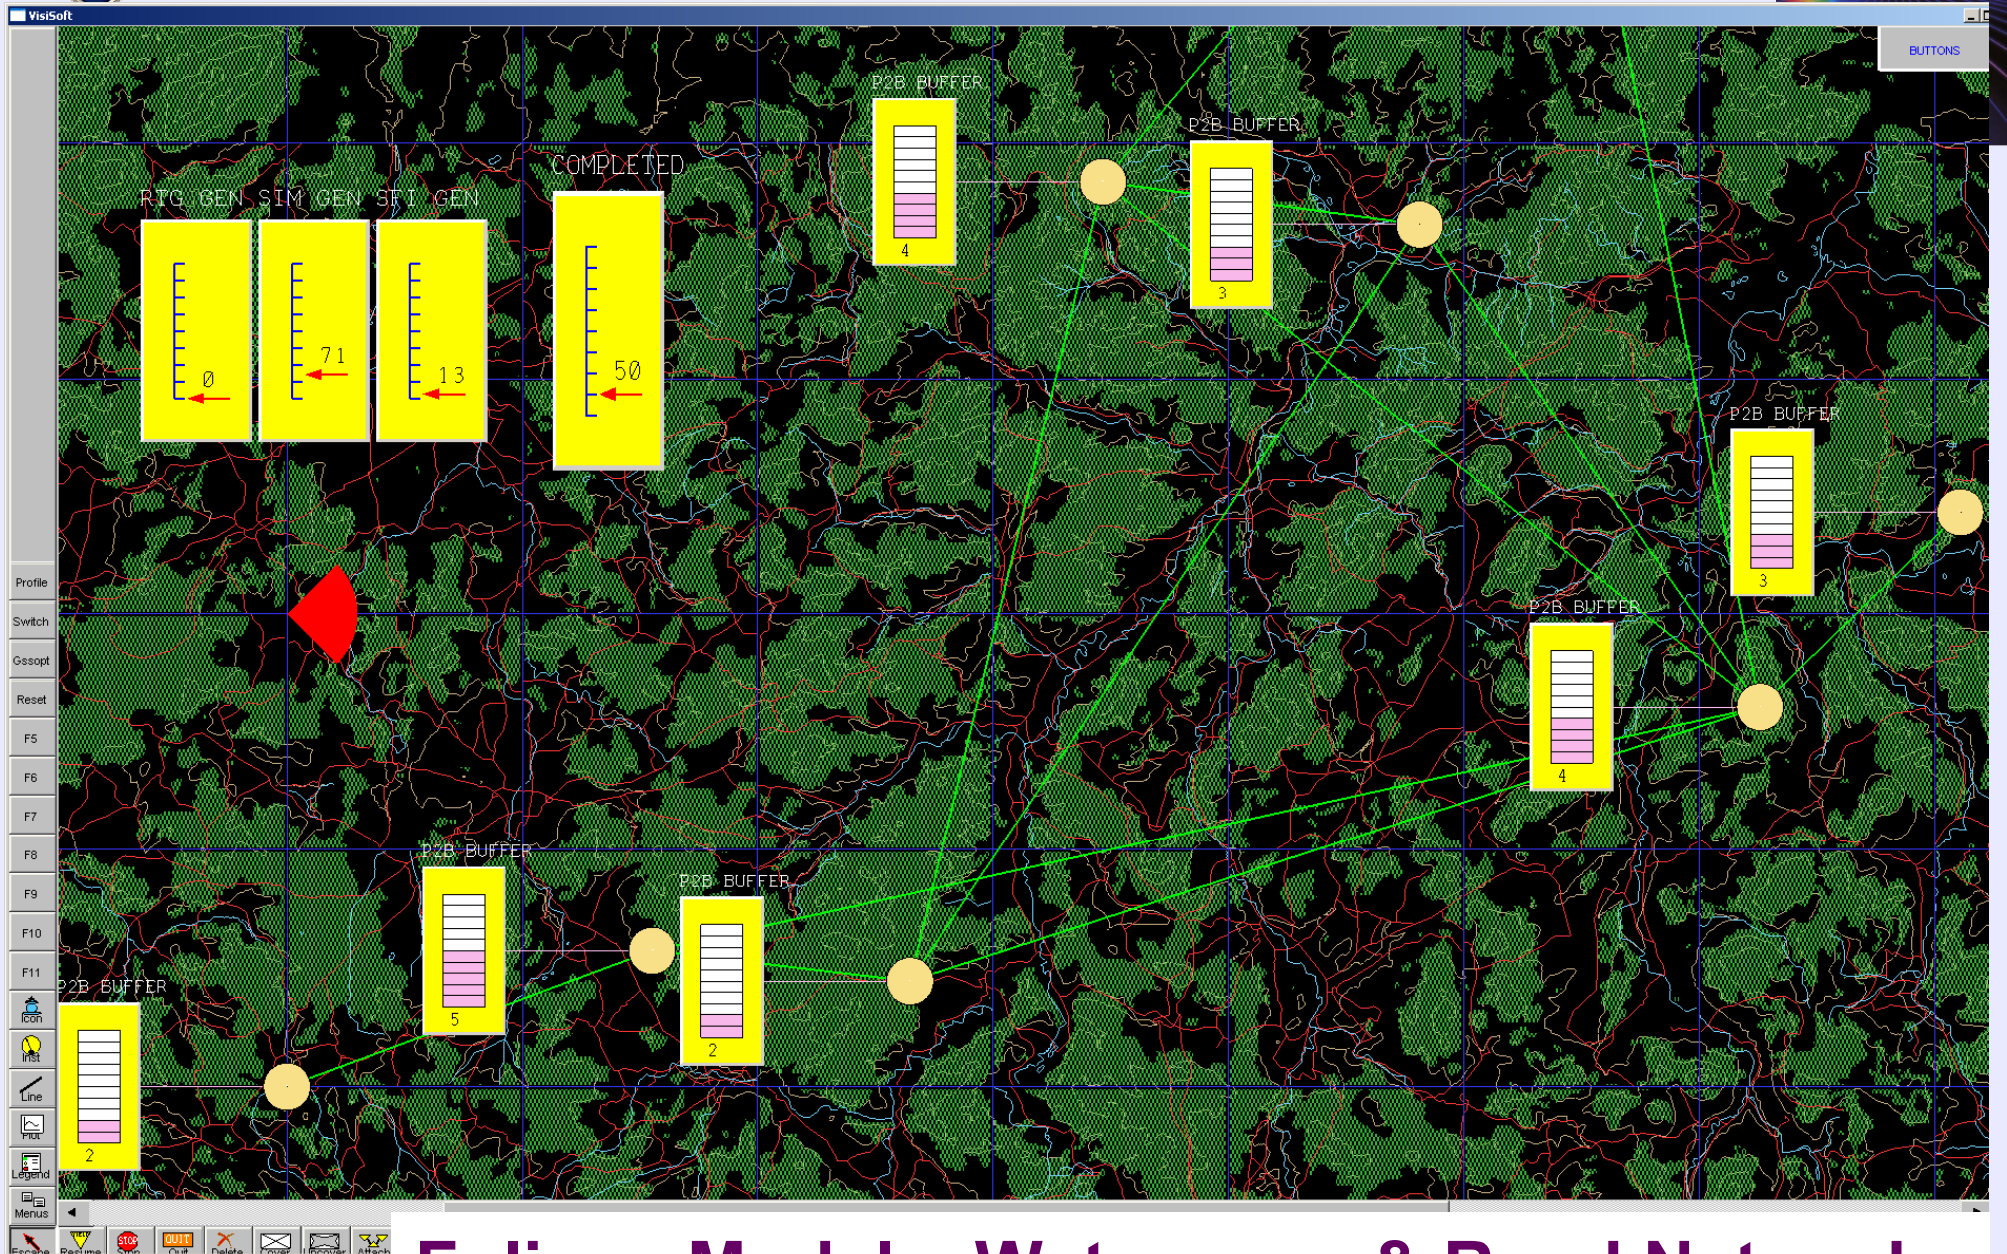 VisiSoft
BUTTONS
P2B BUFFER
4
P2B BUFFER
3
COMPLETED
50
RTG GEN SIM GEN SFI GEN
0
71
13
P2B BUFFER
3
P2B BUFFER
4
P2B BUFFER
5
P2B BUFFER
2
P2B BUFFER
2
Profile
Switch
Gssopt
Reset
F5
F6
F7
F8
F9
F10
F11
Icon
Inst
Line
Plot
Legend
Menus
Escape
Resume
STOP
Stop
QUIT
Quit
Delete
Cover
Uncover
Attach